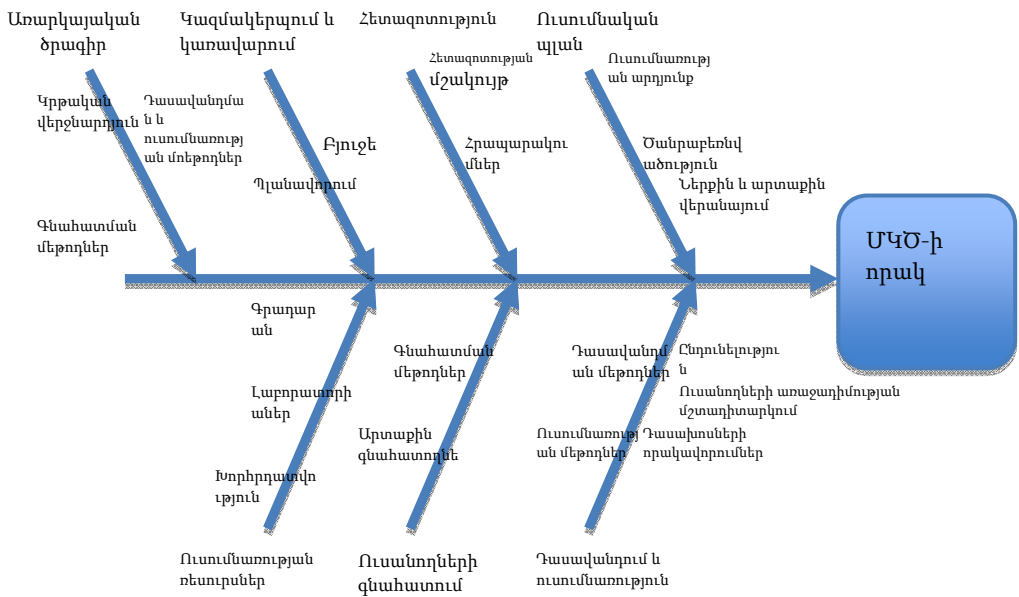 Առարկայական
ծրագիր
Կազմակերպում և
կառավարում
Հետազոտություն
Ուսումնական
պլան
Հետազոտության
մշակույթ
Ուսումնառությ
ան արդյունք
Կրթական
վերջնարդյուն
Դասավանդմա
ն և
ուսումնառությ
ան մոեթոդներ
Բյուջե
Պլանավորում
Հրապարակու
մներ
Ծանրաբեռնվ
ածություն
Ներքին և արտաքին
վերանայում
Գնահատման
մեթոդներ
ՄԿԾ-ի
որակ
Գրադար
ան
Լաբորատորի
աներ
Խորհրդատվո
ւթյուն
Գնահատման
մեթոդներ
Արտաքին
գնահատողնե
Դասավանդմ
ան մեթոդներ
Ընդունելությու
ն
Ուսանողների առաջադիմության
մշտադիտարկում
Ուսումնառությ
ան մեթոդներ
Դասախոսների
որակավորումներ
Ուսումնառության
ռեսուրսներ
Ուսանողների
գնահատում
Դասավանդում և
ուսումնառություն